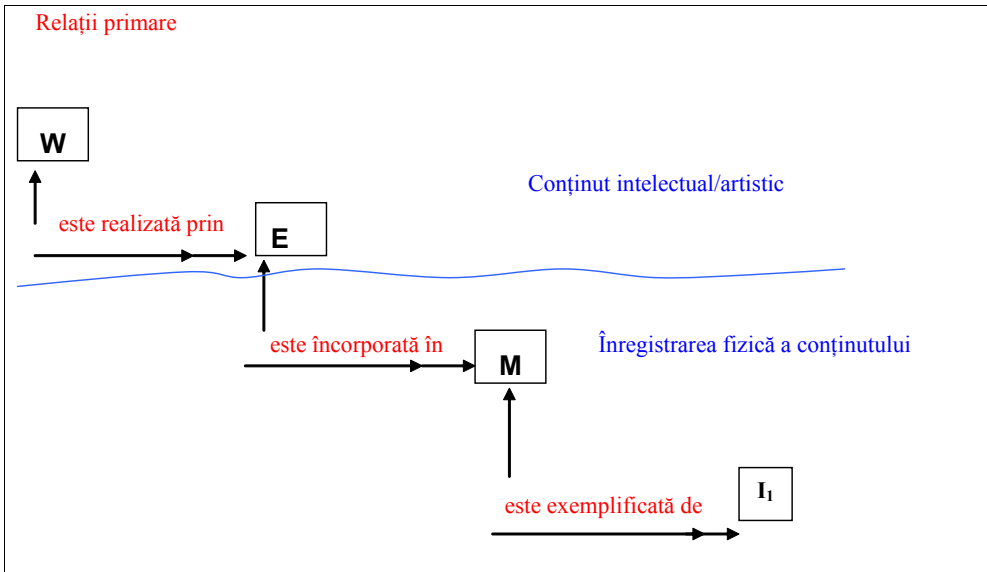 Relații primare
W
Conținut intelectual/artistic
este realizată prin
E
este încorporată în
M
Înregistrarea fizică a conținutului
I₁
este exemplificată de